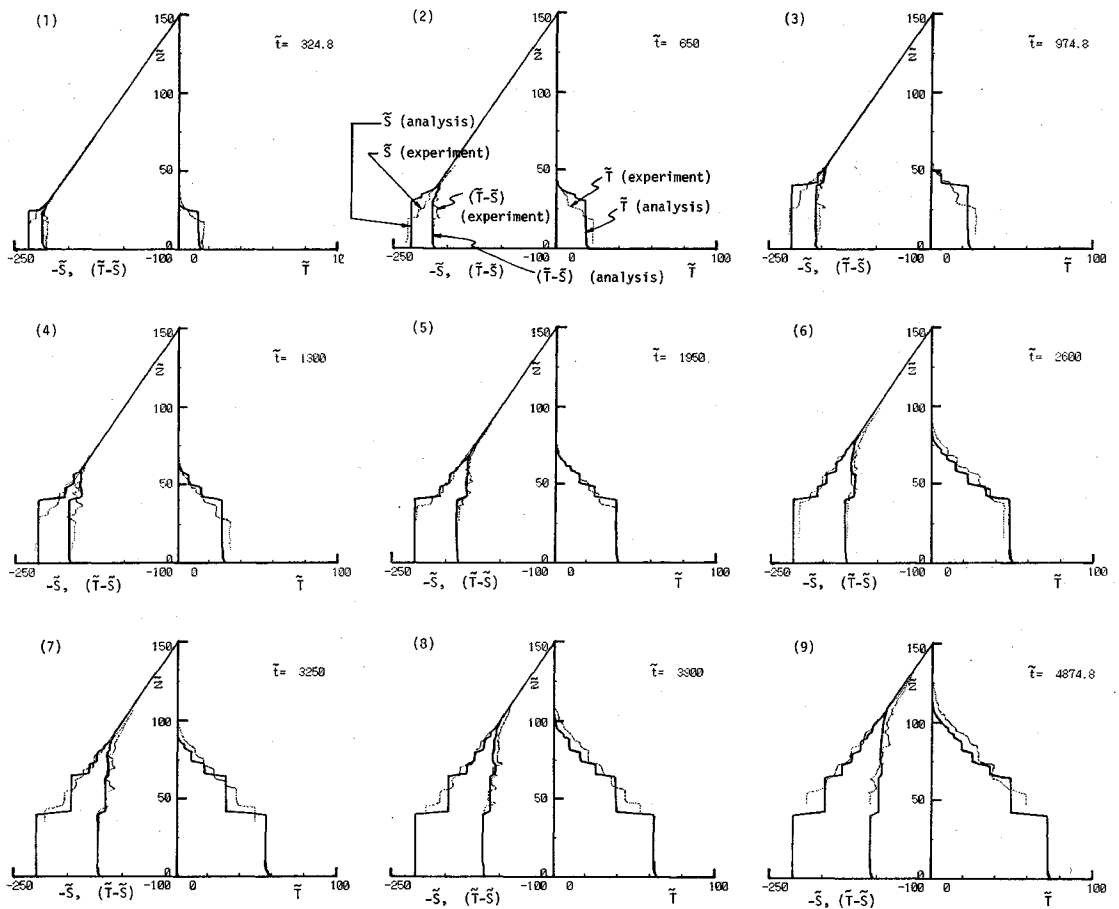 (1)
150
z̃
t̃= 324.8
100
50
0
-250
-100
0
10
-S̃, (T̃-S̃)
T̃
(2)
150
z̃
t̃= 650
100
S̃ (analysis)
S̃ (experiment)
50
T̃ (experiment)
(T̃-S̃)
(experiment)
T̃ (analysis)
0
-250
-100
0
100
-S̃, (T̃-S̃)
(T̃-S̃) (analysis)
T̃
(3)
150
z̃
t̃= 974.8
100
50
0
-250
-100
0
100
-S̃, (T̃-S̃)
T̃
(4)
150
z̃
t̃= 1300
100
50
0
-250
-100
0
100
-S̃, (T̃-S̃)
T̃
(5)
150
z̃
t̃= 1950
100
50
0
-250
-100
0
100
-S̃, (T̃-S̃)
T̃
(6)
150
z̃
t̃= 2600
100
50
0
-250
-100
0
100
-S̃, (T̃-S̃)
T̃
(7)
150
z̃
t̃= 3250
100
50
0
-250
-100
0
100
-S̃, (T̃-S̃)
T̃
(8)
150
z̃
t̃= 3900
100
50
0
-250
-100
0
100
-S̃, (T̃-S̃)
T̃
(9)
150
z̃
t̃= 4874.8
100
50
0
-250
-100
0
100
-S̃, (T̃-S̃)
T̃